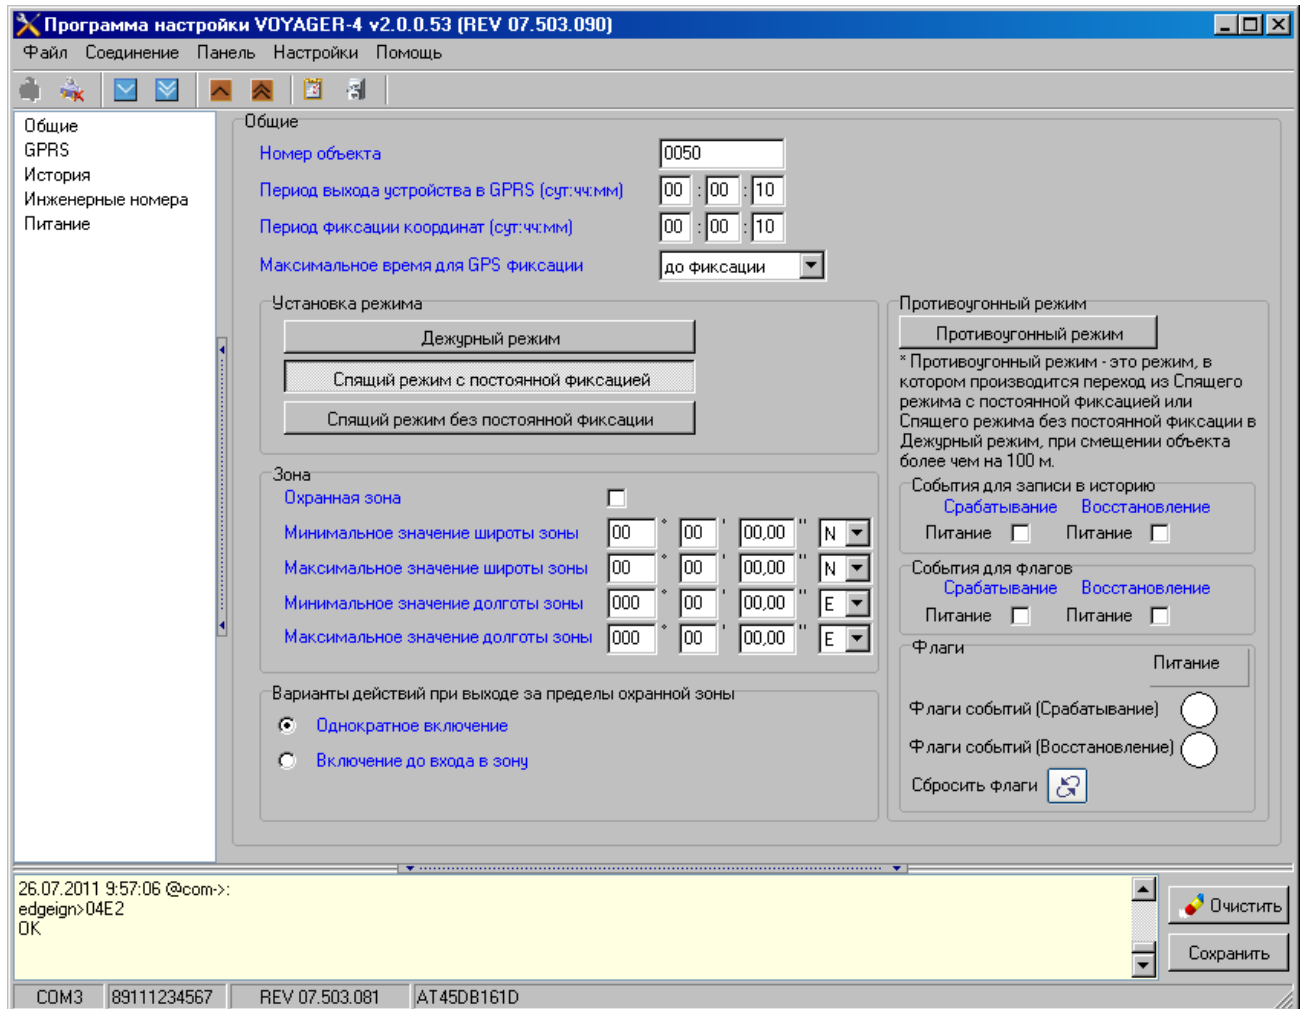 Программа настройки VOYAGER-4 v2.0.0.53 (REV 07.503.090)
Файл Соединение Панель Настройки Помощь
Общие
GPRS
История
Инженерные номера
Питание
Общие
Номер объекта 0050
Период выхода устройства в GPRS (сут:чч:мм) 00 : 00 : 10
Период фиксации координат (сут:чч:мм) 00 : 00 : 10
Максимальное время для GPS фиксации до фиксации
Установка режима
Дежурный режим
Спящий режим с постоянной фиксацией
Спящий режим без постоянной фиксации
Зона
Охранная зона
Минимальное значение широты зоны 00 ° 00 ' 00,00 " N
Максимальное значение широты зоны 00 ° 00 ' 00,00 " N
Минимальное значение долготы зоны 000 ° 00 ' 00,00 " E
Максимальное значение долготы зоны 000 ° 00 ' 00,00 " E
Варианты действий при выходе за пределы охранной зоны
Однократное включение
Включение до входа в зону
Противоугонный режим
Противоугонный режим
* Противоугонный режим - это режим, в
котором производится переход из Спящего
режима с постоянной фиксацией или
Спящего режима без постоянной фиксации в
Дежурный режим, при смещении объекта
более чем на 100 м.
События для записи в историю
Срабатывание Восстановление
Питание Питание
События для флагов
Срабатывание Восстановление
Питание Питание
Флаги
Питание
Флаги событий (Срабатывание)
Флаги событий (Восстановление)
Сбросить флаги
26.07.2011 9:57:06 @com->:
edgeign>04E2
OK
Очистить
Сохранить
COM3 89111234567 REV 07.503.081 AT45DB161D